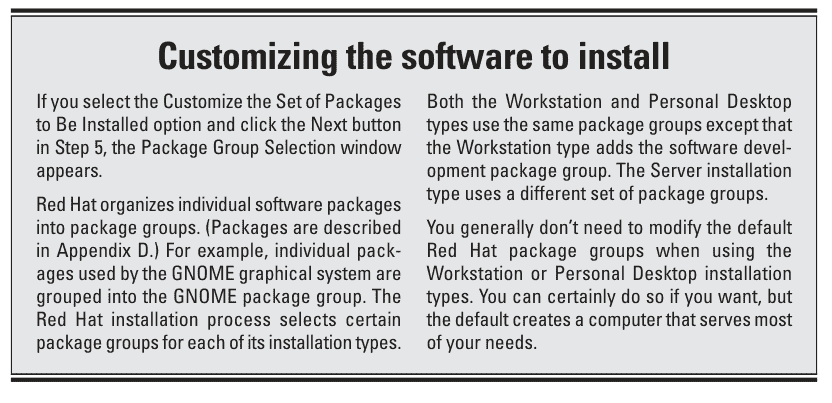 Customizing the software to install
If you select the Customize the Set of Packages
to Be Installed option and click the Next button
in Step 5, the Package Group Selection window
appears.
Red Hat organizes individual software packages
into package groups. (Packages are described
in Appendix D.) For example, individual pack-
ages used by the GNOME graphical system are
grouped into the GNOME package group. The
Red Hat installation process selects certain
package groups for each of its installation types.
Both the Workstation and Personal Desktop
types use the same package groups except that
the Workstation type adds the software devel-
opment package group. The Server installation
type uses a different set of package groups.
You generally don't need to modify the default
Red Hat package groups when using the
Workstation or Personal Desktop installation
types. You can certainly do so if you want, but
the default creates a computer that serves most
of your needs.